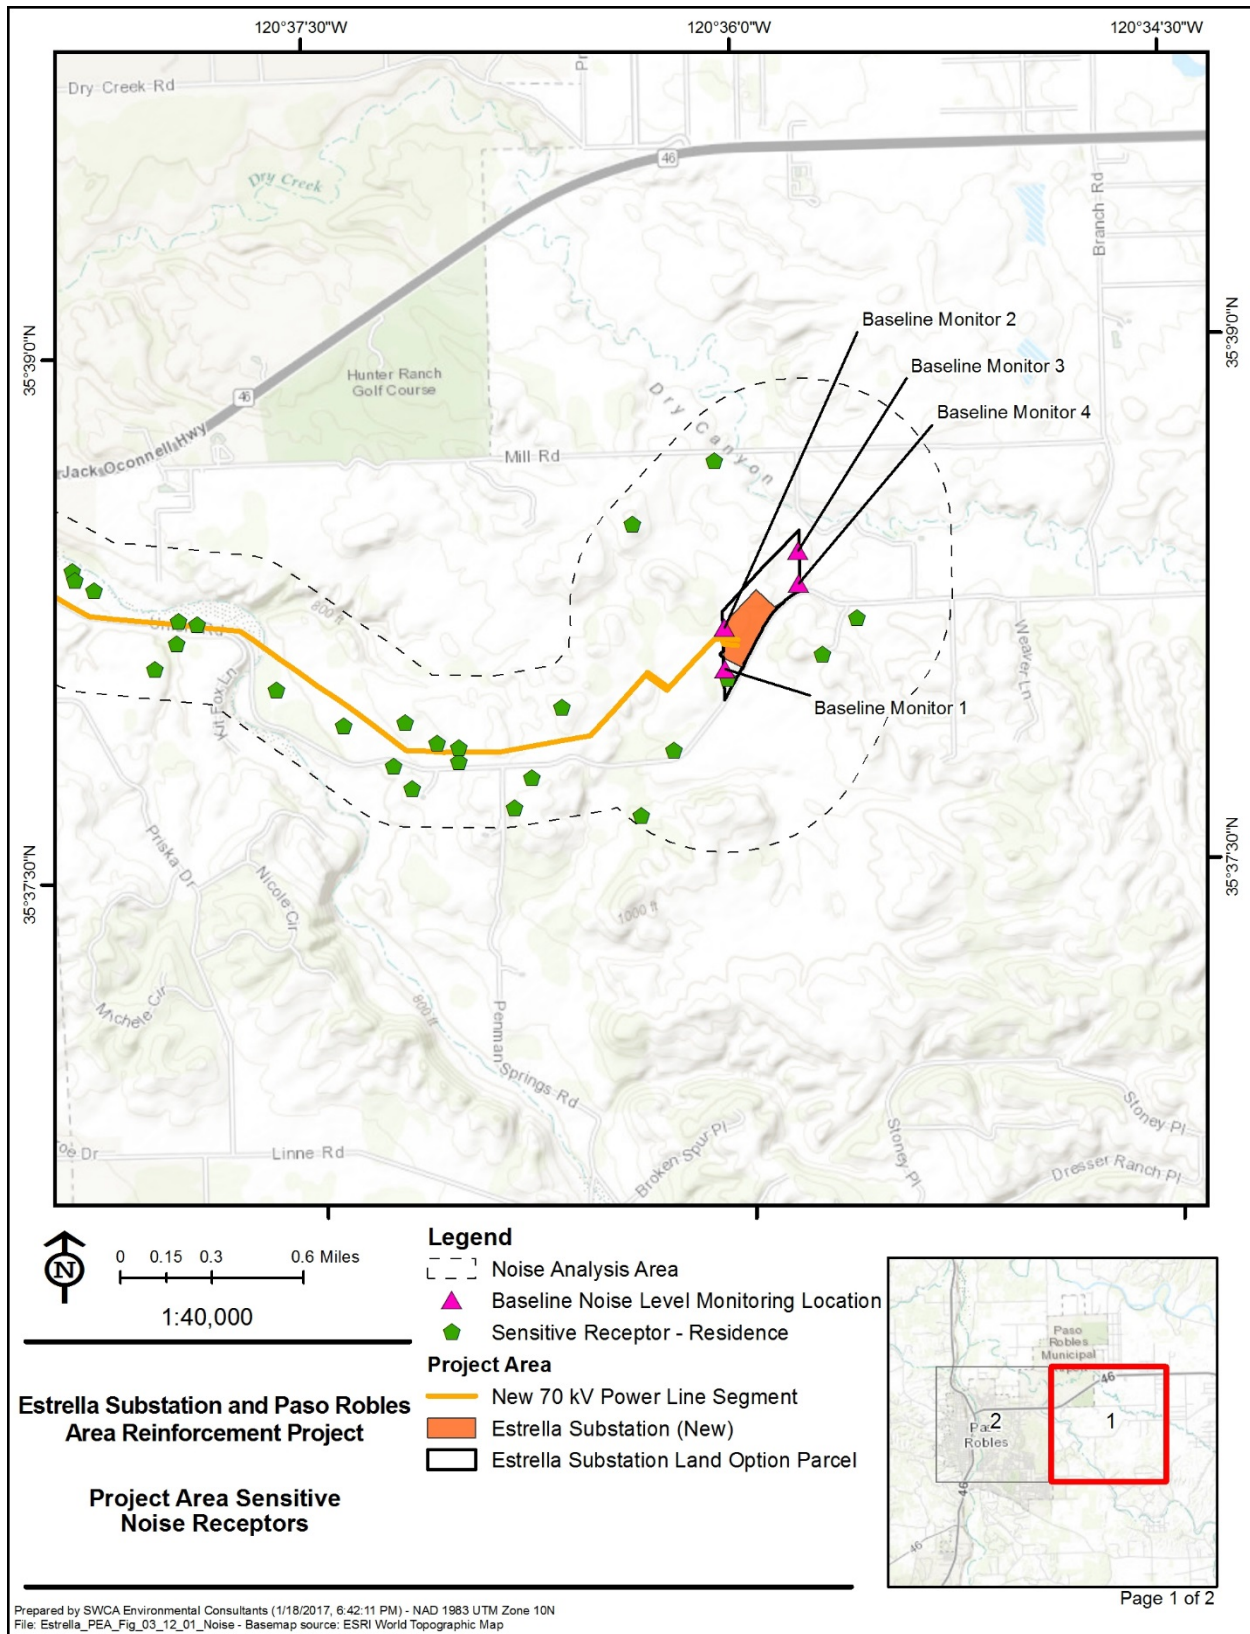 120°37'30"W
120°36'0"W
120°34'30"W
Dry Creek Rd
Pr
46
Dry Creek
Branch Rd
35°39'0"N
35°39'0"N
Baseline Monitor 2
Baseline Monitor 3
Baseline Monitor 4
Hunter Ranch
Golf Course
46
Jack Oconnell Hwy
Mill Rd
Dry Canyon
800 ft
Kit Fox Ln
Weaver Ln
Baseline Monitor 1
35°37'30"N
35°37'30"N
Priska Dr
Nicole Cir
1000 ft
Michele Cir
800 ft
Penman Springs Rd
Linne Rd
Broken Spur Pl
Stoney Pl
Stoney Pl
Dresser Ranch Pl
roe Dr
N
0 0.15 0.3 0.6 Miles
1:40,000
Legend
Noise Analysis Area
Baseline Noise Level Monitoring Location
Sensitive Receptor - Residence
Project Area
New 70 kV Power Line Segment
Estrella Substation (New)
Estrella Substation Land Option Parcel
Estrella Substation and Paso Robles
Area Reinforcement Project
Project Area Sensitive
Noise Receptors
Paso
Robles
Municipal
46
2
1
Robles
46
46
Page 1 of 2
Prepared by SWCA Environmental Consultants (1/18/2017, 6:42:11 PM) - NAD 1983 UTM Zone 10N
File: Estrella_PEA_Fig_03_12_01_Noise - Basemap source: ESRI World Topographic Map